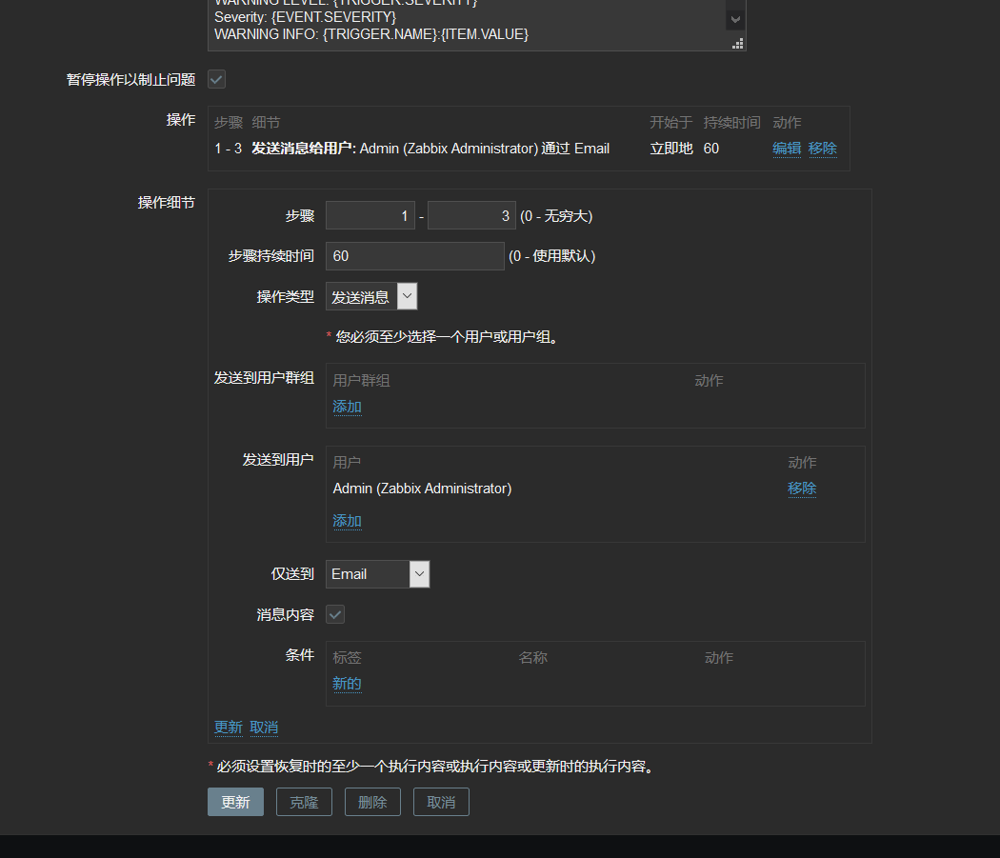 WARNING LEVEL: {TRIGGER.SEVERITY}
Severity: {EVENT.SEVERITY}
WARNING INFO: {TRIGGER.NAME}:{ITEM.VALUE}
暂停操作以制止问题
操作 步骤 细节 开始于 持续时间 动作
1 - 3 发送消息给用户: Admin (Zabbix Administrator) 通过 Email 立即地 60 编辑 移除
操作细节
步骤 1 - 3 (0 - 无穷大)
步骤持续时间 60 (0 - 使用默认)
操作类型 发送消息
* 您必须至少选择一个用户或用户组。
发送到用户群组 用户群组 动作
添加
发送到用户 用户 动作
Admin (Zabbix Administrator) 移除
添加
仅送到 Email
消息内容
条件 标签 名称 动作
新的
更新 取消
* 必须设置恢复时的至少一个执行内容或执行内容或更新时的执行内容。
更新 克隆 删除 取消